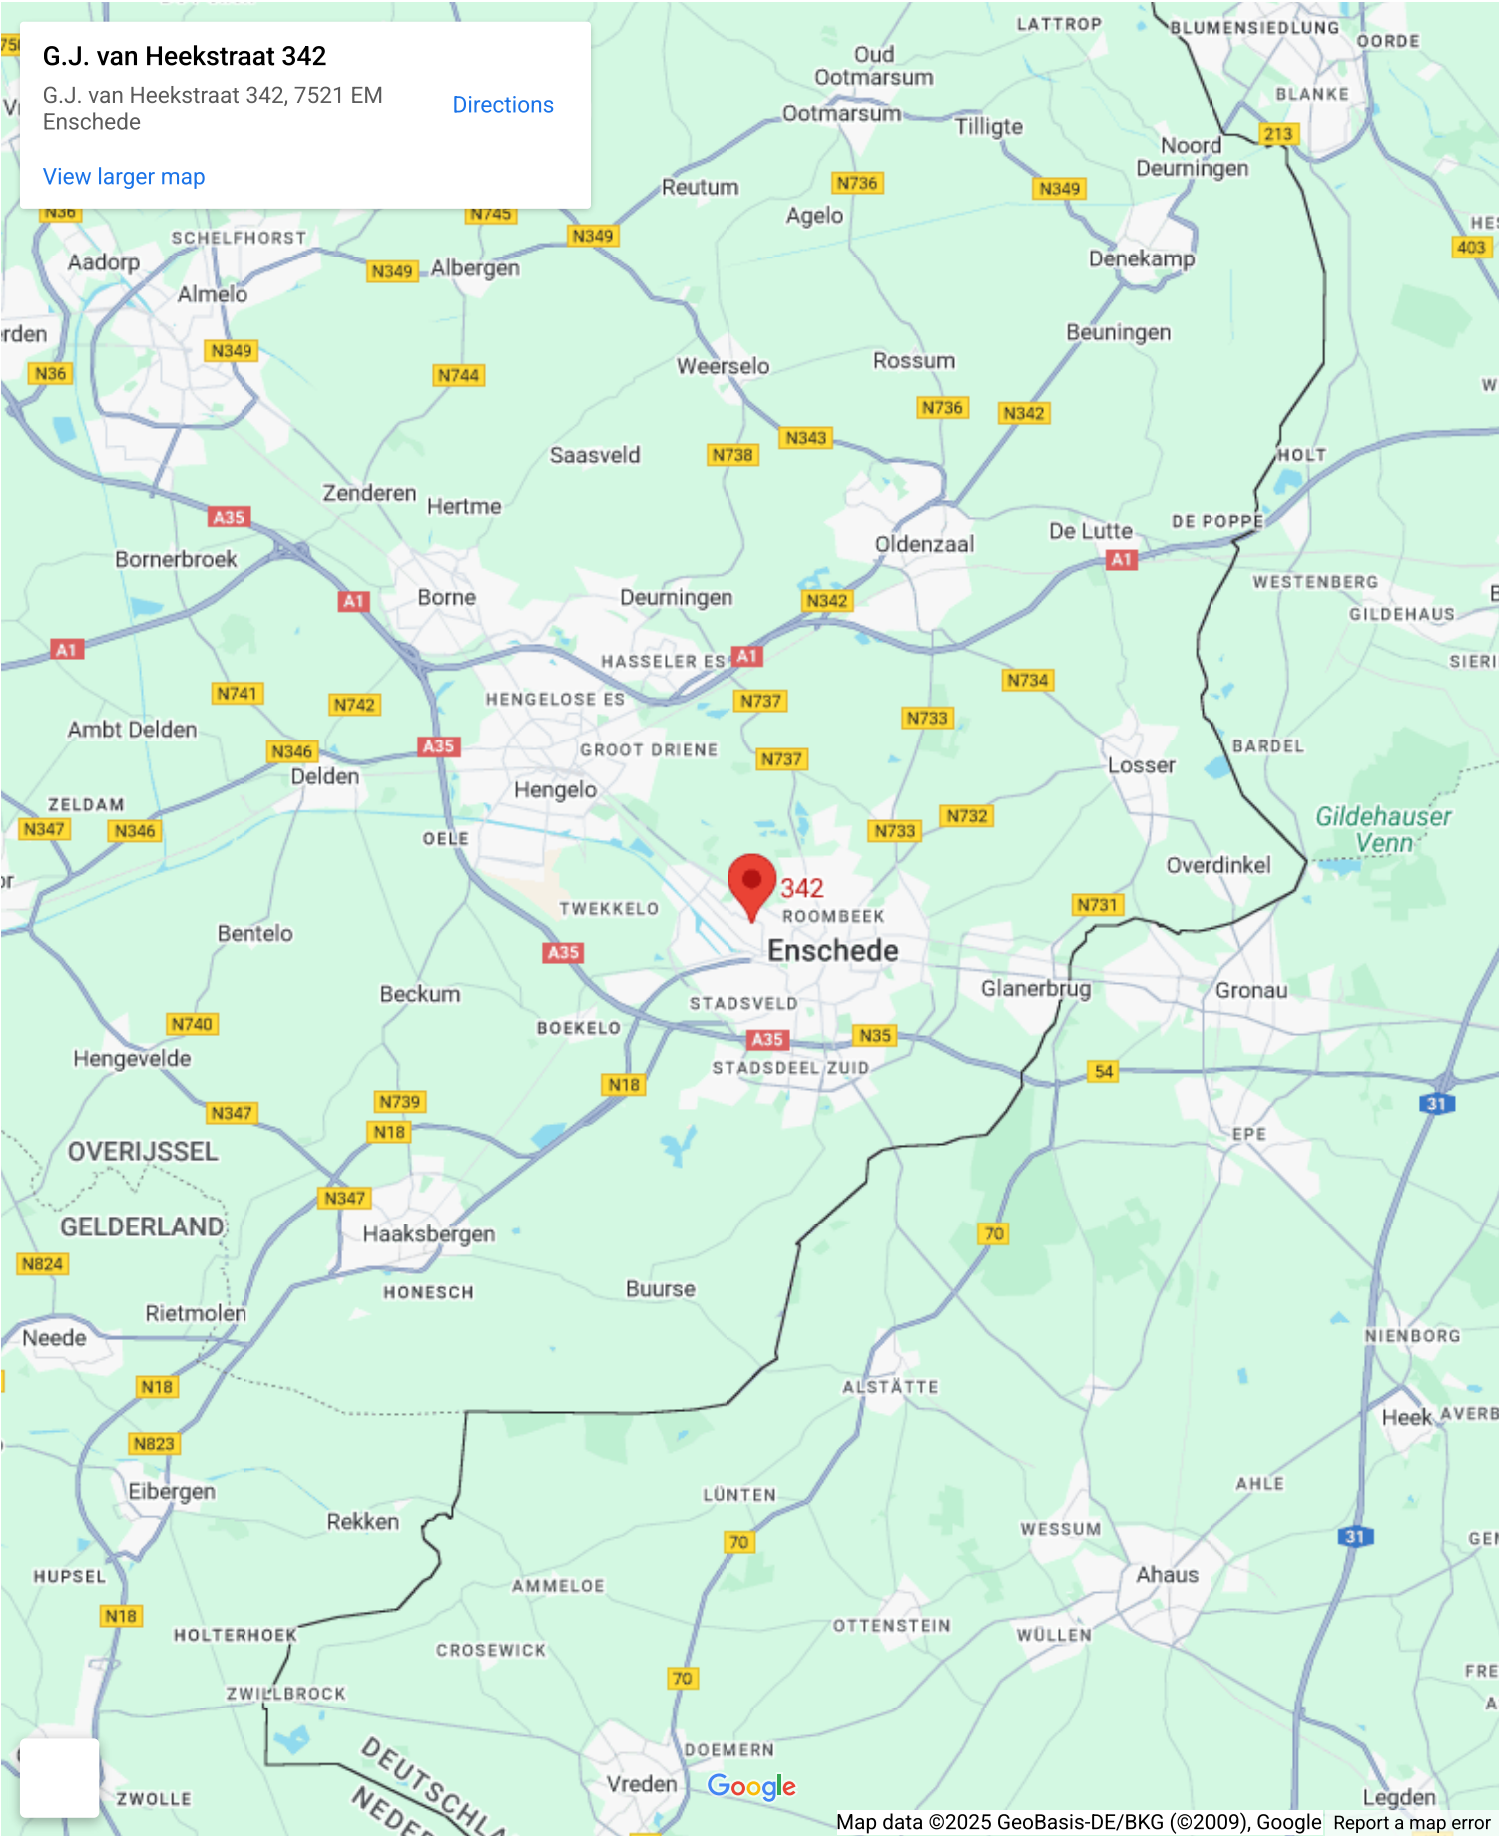 G.J. van Heekstraat 342
G.J. van Heekstraat 342, 7521 EM
Enschede
Directions
View larger map
LATTROP
BLUMENSIEDLUNG
OORDE
Oud
Ootmarsum
BLANKE
Ootmarsum
Tilligte
213
Noord
Deurningen
Reutum
N736
N349
Agelo
N36
N745
SCHELFHORST
N349
403
Aadorp
N349
Albergen
Denekamp
Almelo
Beuningen
N349
Weerselo
Rossum
N36
N744
N736
N342
N343
Saasveld
N738
HOLT
Zenderen
Hertme
A35
DE POPPE
De Lutte
Oldenzaal
A1
Bornerbroek
WESTENBERG
A1
Borne
Deurningen
N342
GILDEHAUS
A1
HASSELER ES
A1
N741
N742
HENGELOSE ES
N737
N734
N733
Ambt Delden
N346
A35
GROOT DRIENE
N737
BARDEL
Losser
Delden
Hengelo
ZELDAM
N347
N346
OELE
N733
N732
Gildehauser
Venn
Overdinkel
342
TWEKKELO
ROOMBEEK
N731
Bentelo
A35
Enschede
Beckum
STADSVELD
Glanerbrug
Gronau
N740
BOEKELO
A35
N35
Hengevelde
STADSDEEL ZUID
54
N18
N739
31
N347
N18
EPE
OVERIJSSEL
N347
GELDERLAND
Haaksbergen
70
N824
HONESCH
Buurse
Rietmolen
Neede
NIENBORG
N18
ALSTÄTTE
Heek
N823
Eibergen
AHLE
LÜNTEN
Rekken
WESSUM
70
31
HUPSEL
AMMELOE
Ahaus
N18
HOLTERHOEK
OTTENSTEIN
WÜLLEN
CROSEWICK
70
ZWILLBROCK
DOEMERN
Vreden
Google
ZWOLLE
Legden
Map data ©2025 GeoBasis-DE/BKG (©2009), Google
Report a map error